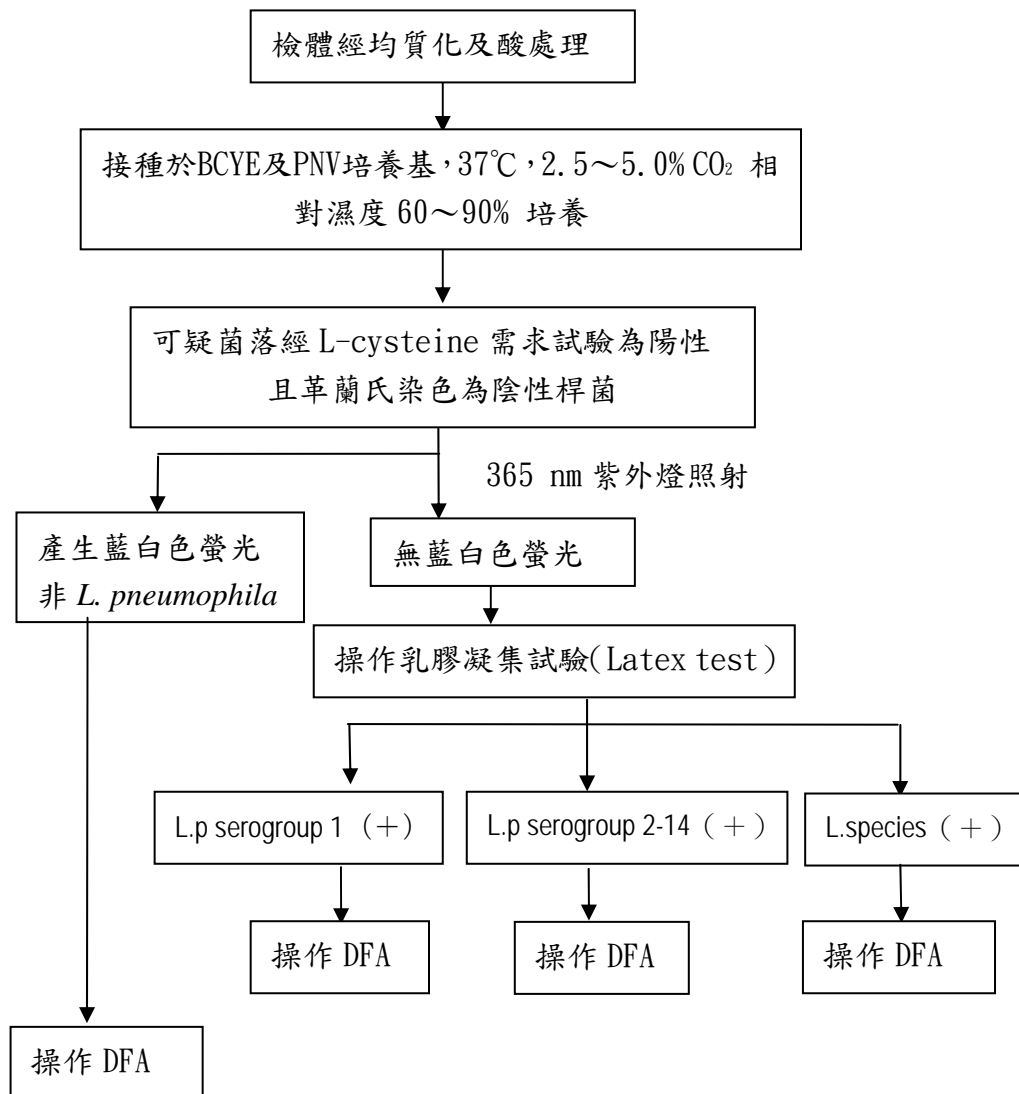 檢體經均質化及酸處理
接種於BCYE及PNV培養基,37℃,2.5～5.0% CO₂ 相
對濕度 60～90% 培養
可疑菌落經 L-cysteine 需求試驗為陽性
且革蘭氏染色為陰性桿菌
365 nm 紫外燈照射
產生藍白色螢光
非 L. pneumophila
無藍白色螢光
操作乳膠凝集試驗(Latex test)
L.p serogroup 1 (＋)
L.p serogroup 2-14 (＋)
L.species (＋)
操作 DFA
操作 DFA
操作 DFA
操作 DFA